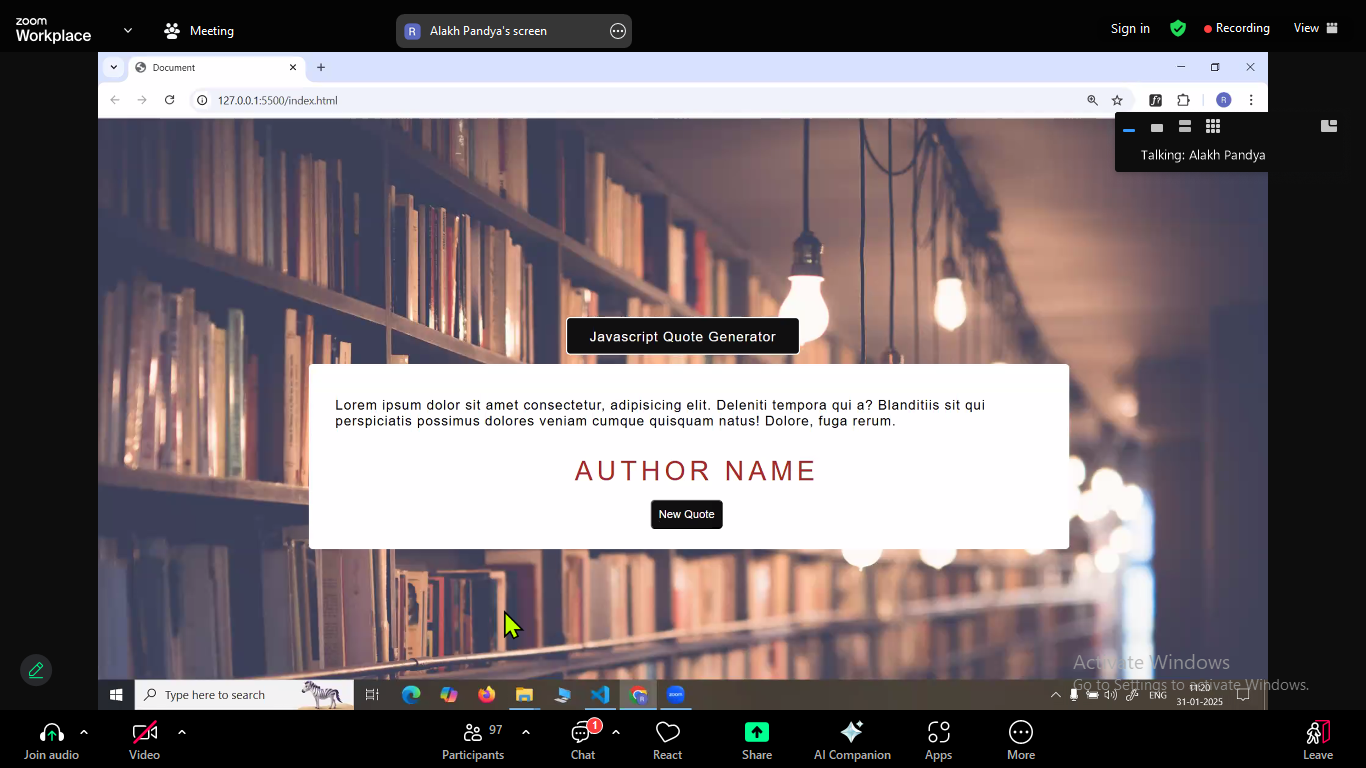 zoom
Workplace
Meeting
R Alakh Pandya's screen
Sign in
Recording
View
Document
127.0.0.1:5500/index.html
f?
R
Talking: Alakh Pandya
Javascript Quote Generator
Lorem ipsum dolor sit amet consectetur, adipisicing elit. Deleniti tempora qui a? Blanditiis sit qui
perspiciatis possimus dolores veniam cumque quisquam natus! Dolore, fuga rerum.
AUTHOR NAME
New Quote
Activate Windows
Go to Settings to activate Windows.
Type here to search
zoom
ENG
11:20
31-01-2025
Join audio
Video
Participants
97
Chat
1
React
Share
AI Companion
Apps
More
Leave